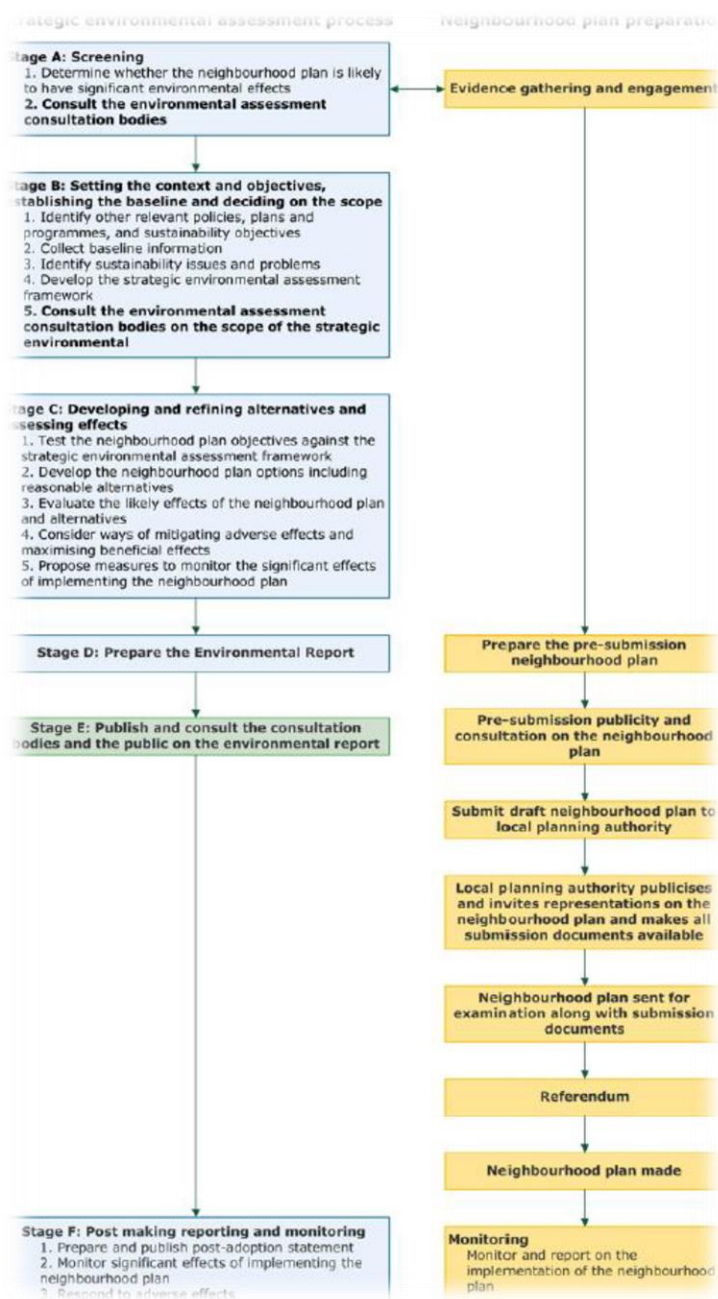 trategic environmental assessment process
Neighbourhood plan preparatio
tage A: Screening
1. Determine whether the neighbourhood plan is likely
to have significant environmental effects
2. Consult the environmental assessment
consultation bodies
Evidence gathering and engagement
tage B: Setting the context and objectives,
stablishing the baseline and deciding on the scope
1. Identify other relevant policies, plans and
programmes, and sustainability objectives
2. Collect baseline information
3. Identify sustainability issues and problems
4. Develop the strategic environmental assessment
framework
5. Consult the environmental assessment
consultation bodies on the scope of the strategic
environmental
tage C: Developing and refining alternatives and
ssessing effects
1. Test the neighbourhood plan objectives against the
strategic environmental assessment framework
2. Develop the neighbourhood plan options including
reasonable alternatives
3. Evaluate the likely effects of the neighbourhood plan
and alternatives
4. Consider ways of mitigating adverse effects and
maximising beneficial effects
5. Propose measures to monitor the significant effects
of implementing the neighbourhood plan
Stage D: Prepare the Environmental Report
Prepare the pre-submission
neighbourhood plan
Stage E: Publish and consult the consultation
bodies and the public on the environmental report
Pre-submission publicity and
consultation on the neighbourhood
plan
Submit draft neighbourhood plan to
local planning authority
Local planning authority publicises
and invites representations on the
neighbourhood plan and makes all
submission documents available
Neighbourhood plan sent for
examination along with submission
documents
Referendum
Neighbourhood plan made
Stage F: Post making reporting and monitoring
1. Prepare and publish post-adoption statement
2. Monitor significant effects of implementing the
neighbourhood plan
3. Respond to adverse effects
Monitoring
Monitor and report on the
implementation of the neighbourhood
plan